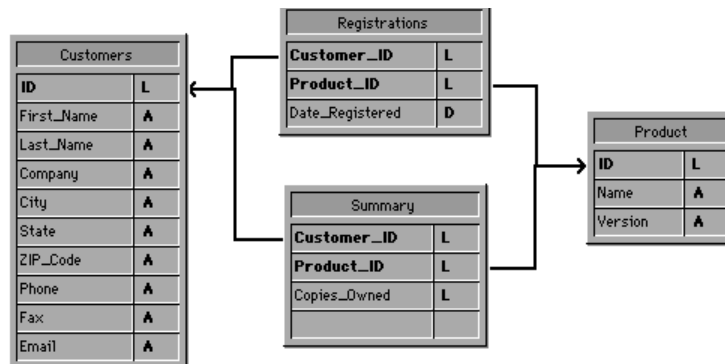 Customers
ID L
First_Name A
Last_Name A
Company A
City A
State A
ZIP_Code A
Phone A
Fax A
Email A
Registrations
Customer_ID L
Product_ID L
Date_Registered D
Summary
Customer_ID L
Product_ID L
Copies_Owned L
Product
ID L
Name A
Version A